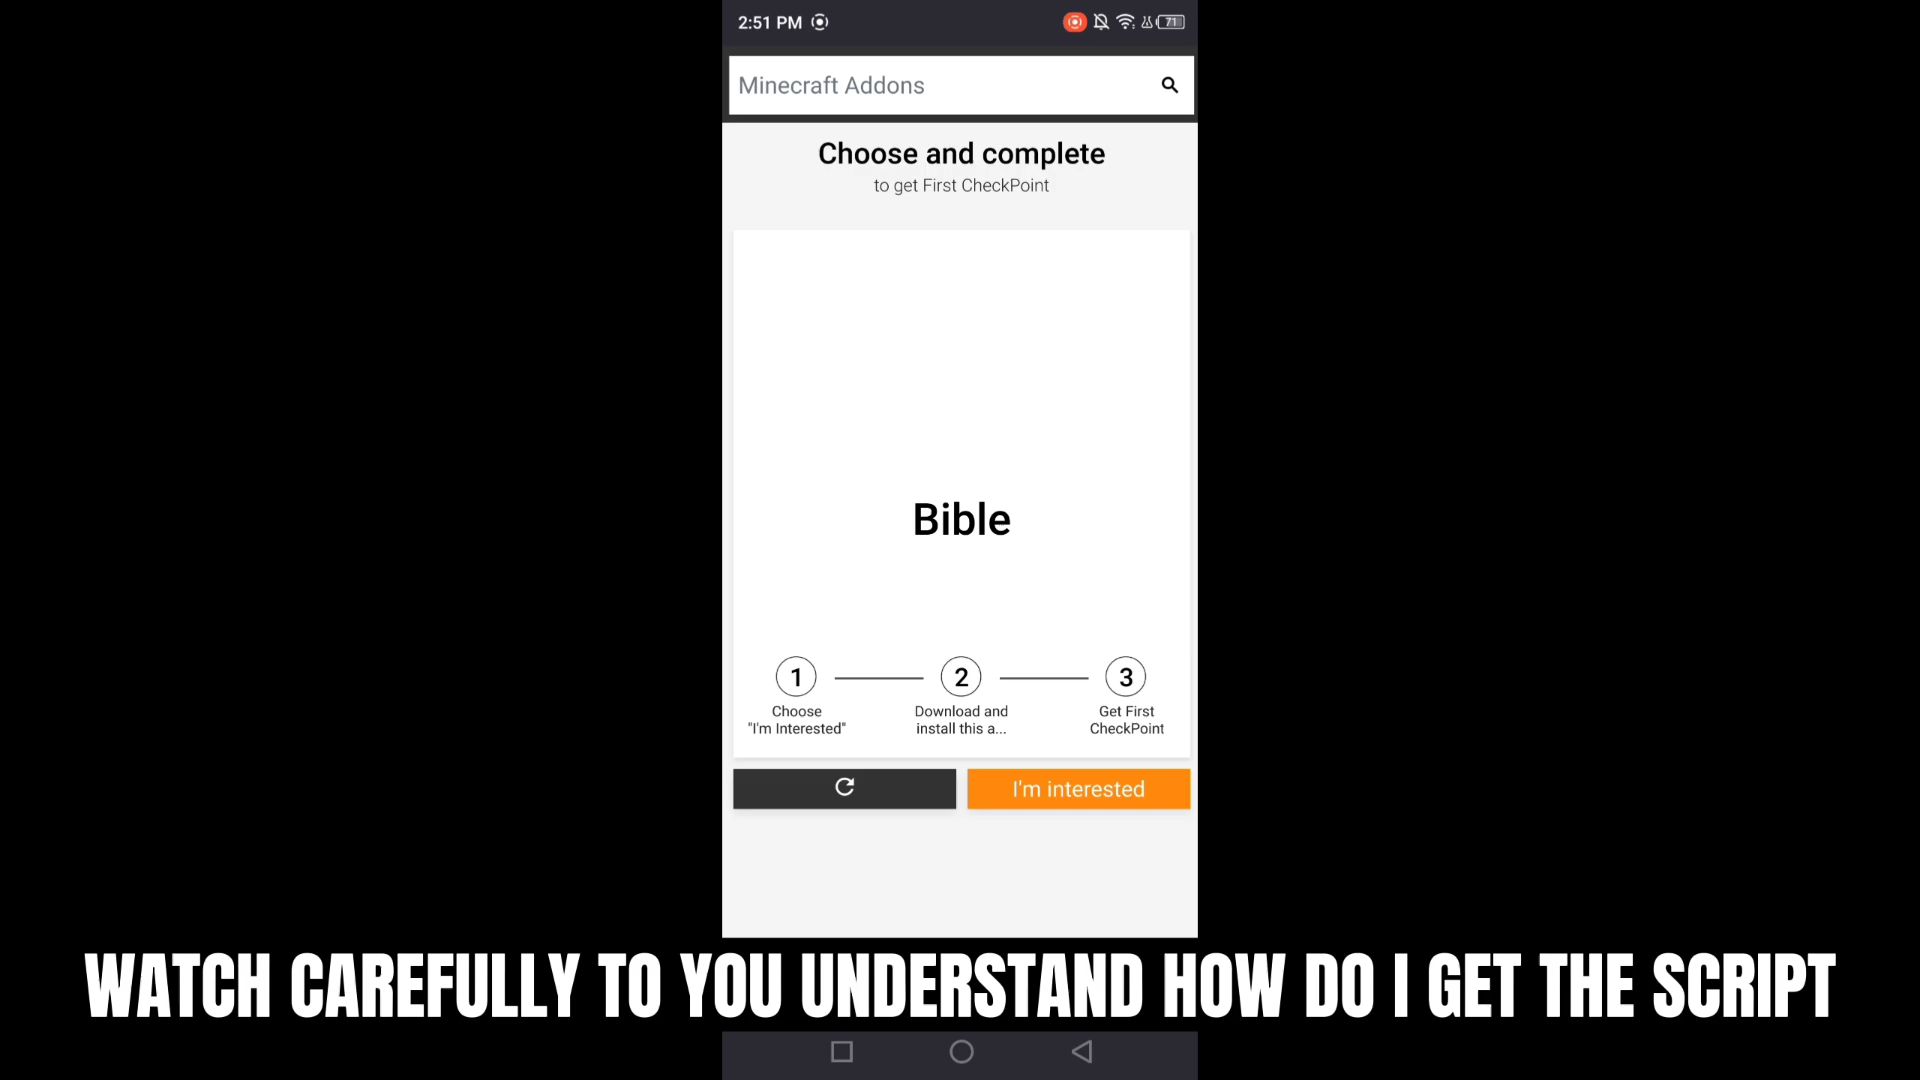 2:51 PM
71
Minecraft Addons
Choose and complete
to get First CheckPoint
Bible
1
2
3
Choose
"I'm Interested"
Download and
install this a...
Get First
CheckPoint
I'm interested
WATCH CAREFULLY TO YOU UNDERSTAND HOW DO I GET THE SCRIPT